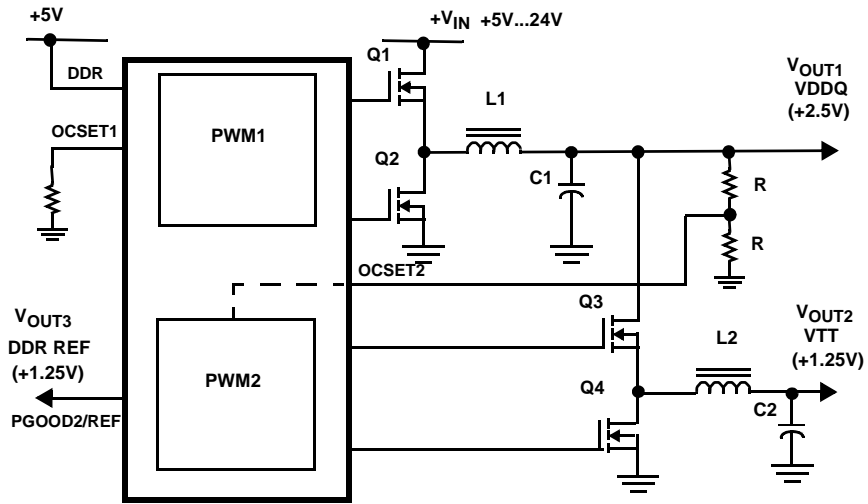 +5V
+VIN +5V...24V
Q1
DDR
L1
VOUT1
VDDQ
(+2.5V)
OCSET1
PWM1
Q2
C1
R
R
OCSET2
Q3
VOUT3
DDR REF
(+1.25V)
PWM2
L2
VOUT2
VTT
(+1.25V)
Q4
C2
PGOOD2/REF